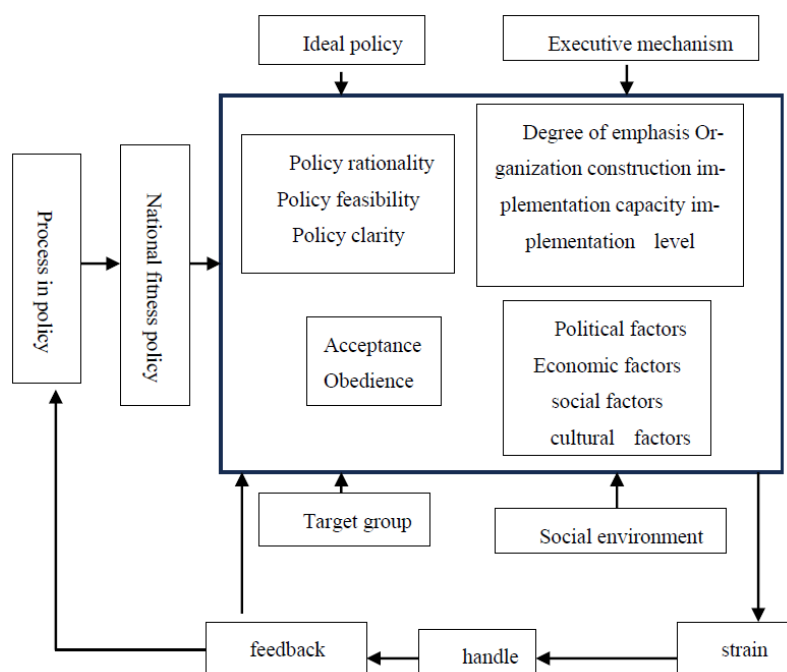 Ideal policy
Executive mechanism
Process in policy
National fitness policy
Policy rationality
Policy feasibility
Policy clarity
Degree of emphasis Or-
ganization construction im-
plementation capacity im-
plementation level
Acceptance
Obedience
Political factors
Economic factors
social factors
cultural factors
Target group
Social environment
feedback
handle
strain